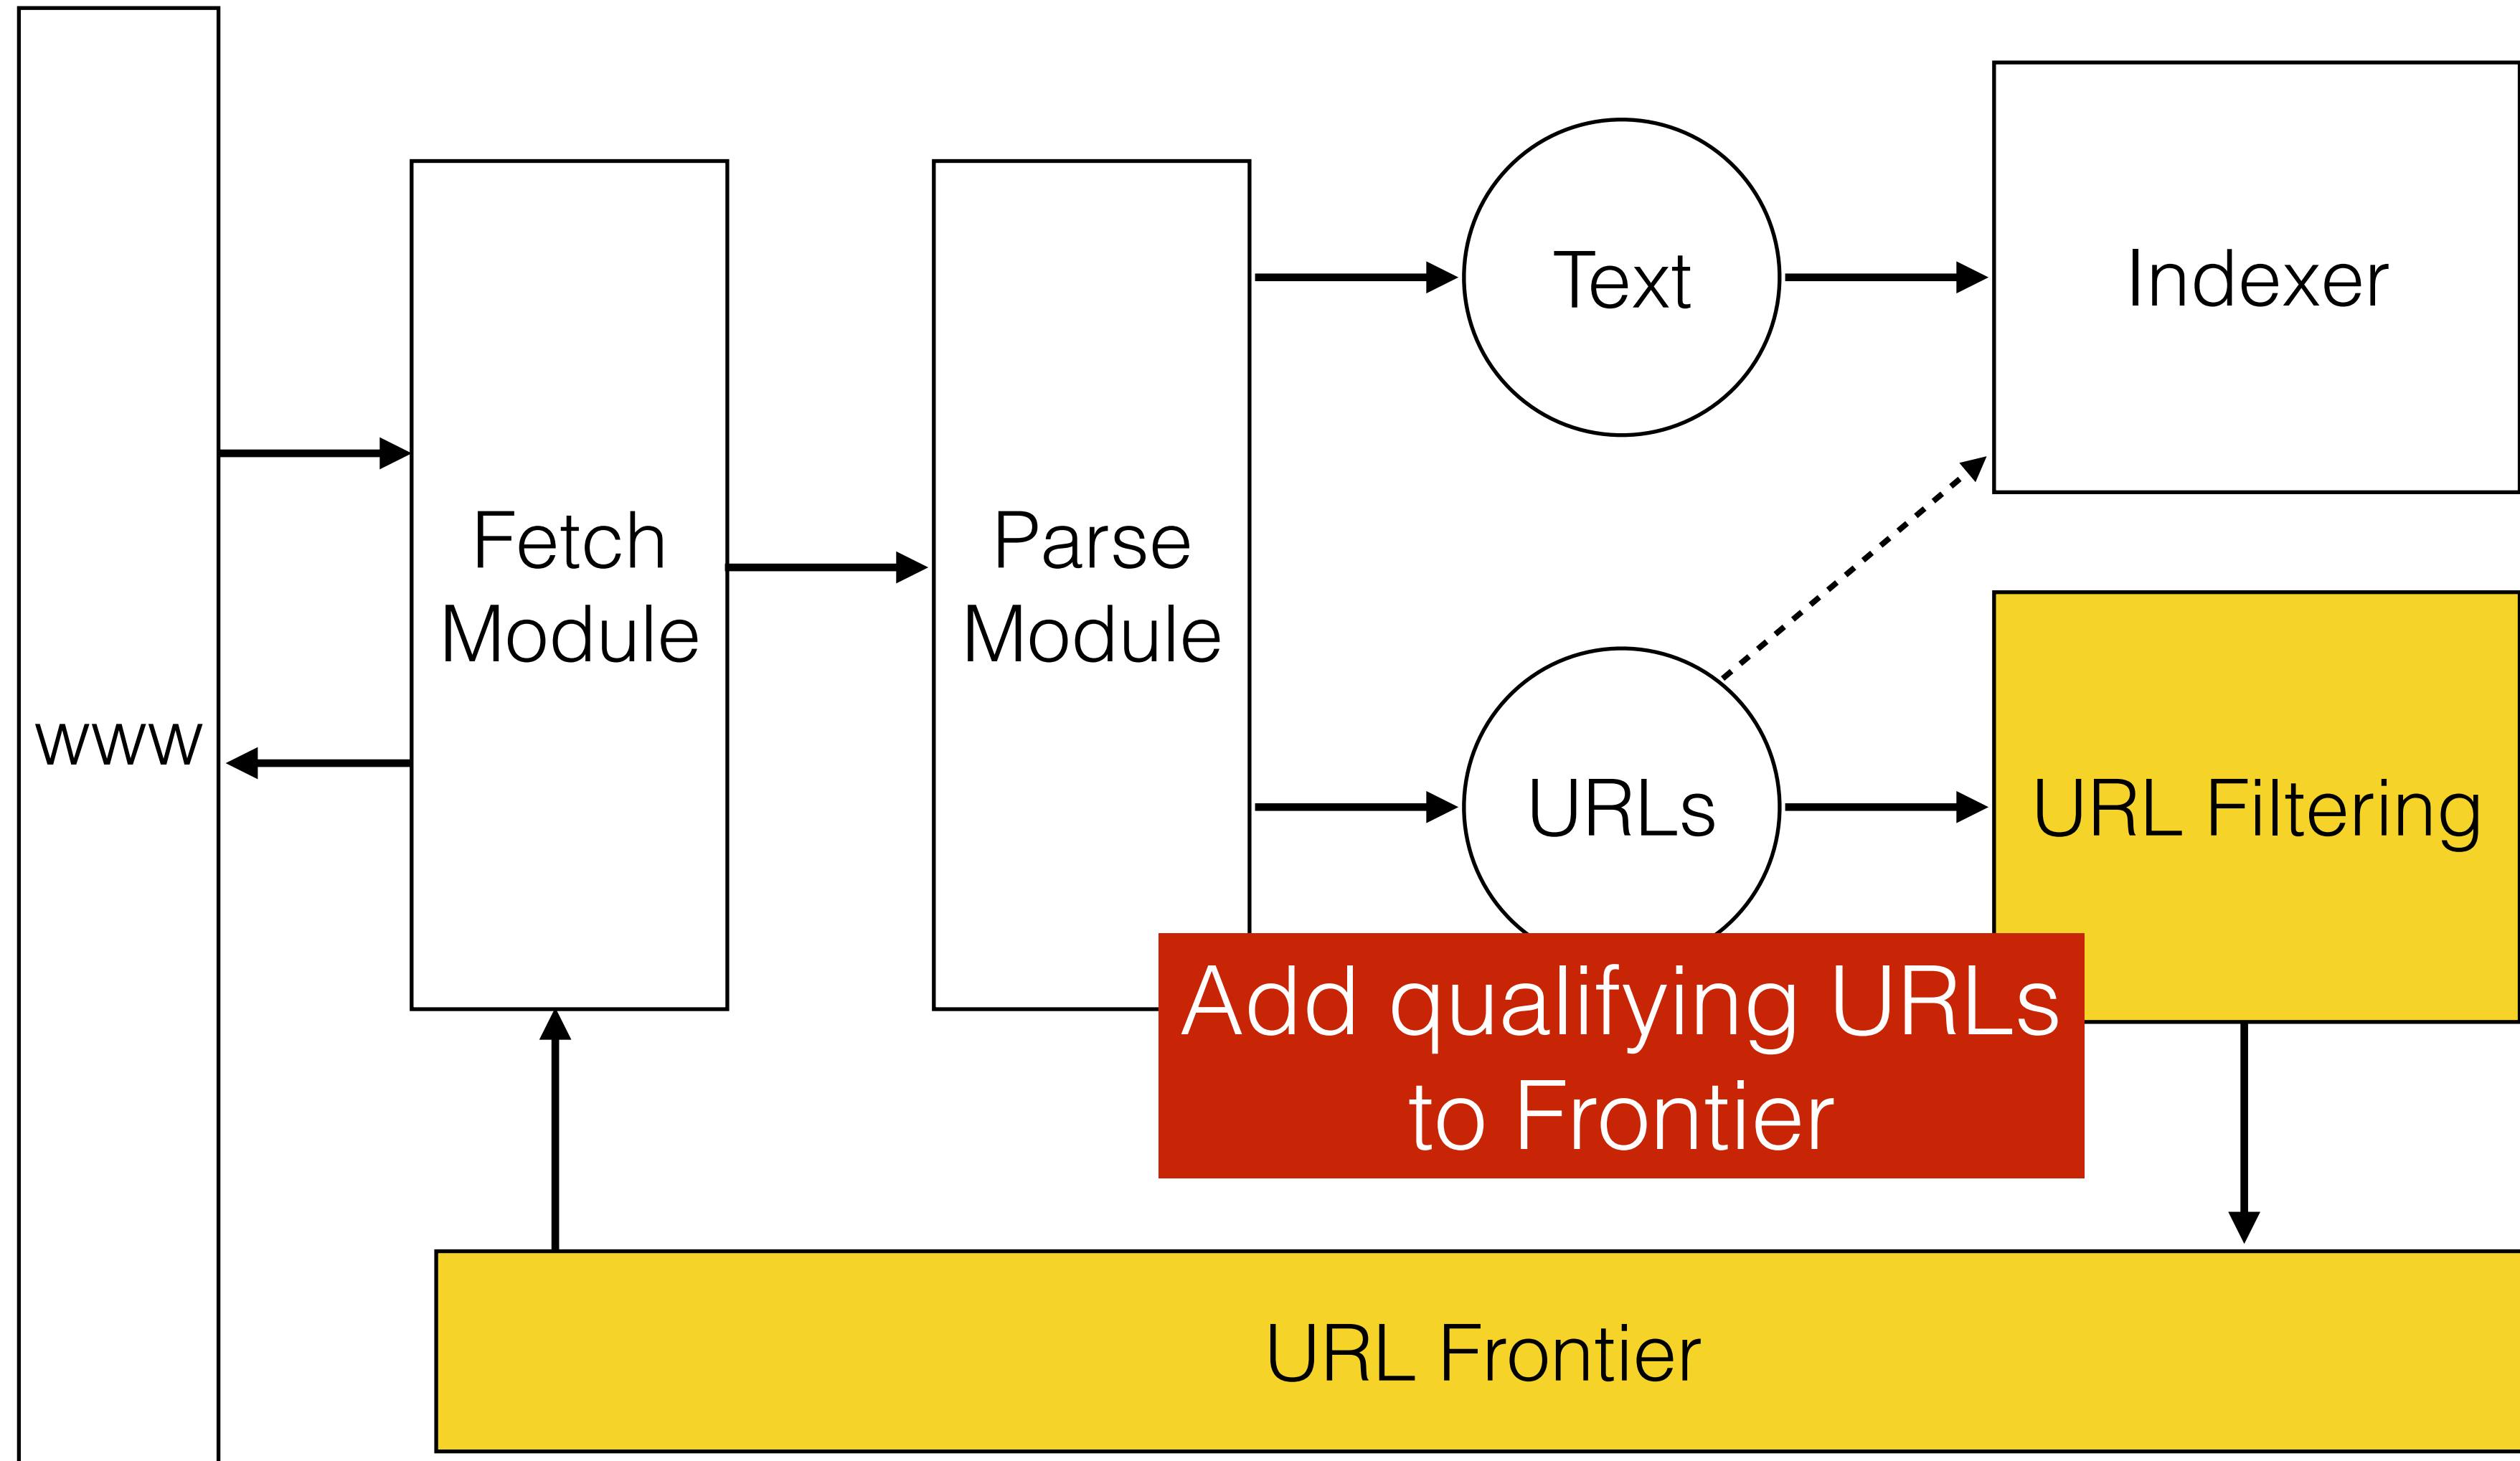 www
Fetch
Module
Parse
Module
Text
Indexer
URLs
URL Filtering
Add qualifying URLs
to Frontier
URL Frontier